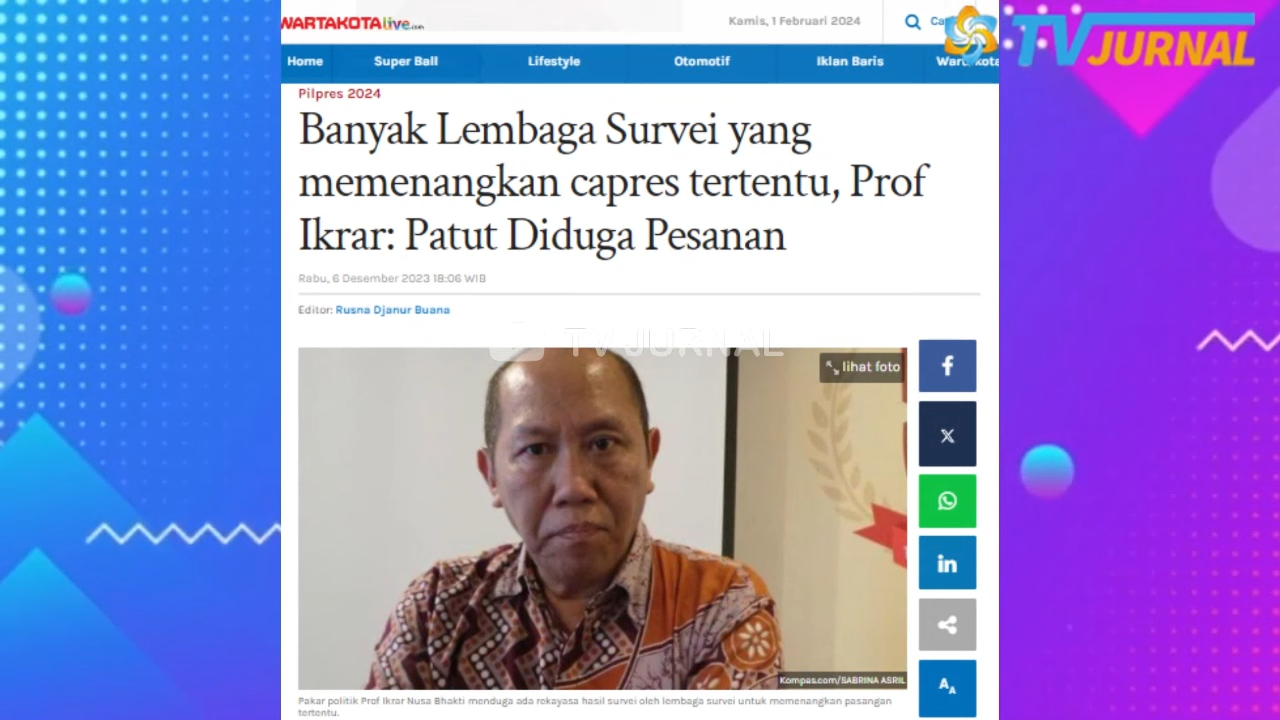 WARTAKOTAlive.com
Kamis, 1 Februari 2024
TV JURNAL
Home Super Ball Lifestyle Otomotif Iklan Baris
Pilpres 2024
Banyak Lembaga Survei yang
memenangkan capres tertentu, Prof
Ikrar: Patut Diduga Pesanan
Rabu, 6 Desember 2023 18:06 WIB
Editor: Rusna Djanur Buana
TV JURNAL
lihat foto
f
X
in
AA
Kompas.com/SABRINA ASRIL
Pakar politik Prof Ikrar Nusa Bhakti menduga ada rekayasa hasil survei oleh lembaga survei untuk memenangkan pasangan
tertentu.